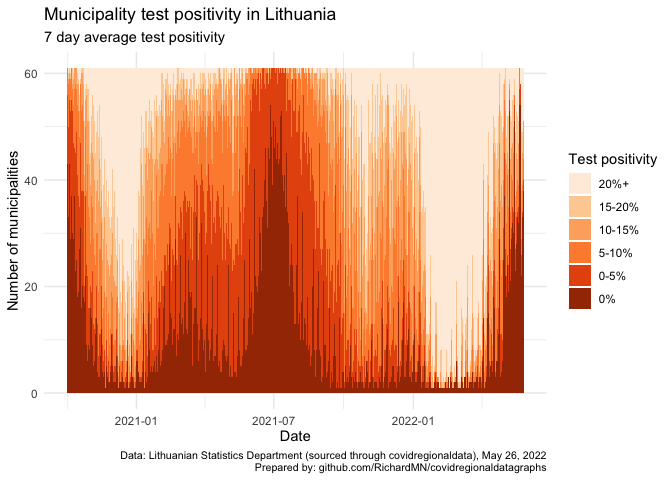 Municipality test positivity in Lithuania
7 day average test positivity
60
40
20
0
Number of municipalities
2021-01
2021-07
2022-01
Date
Test positivity
20%+
15-20%
10-15%
5-10%
0-5%
0%
Data: Lithuanian Statistics Department (sourced through covidregionaldata), May 26, 2022
Prepared by: github.com/RichardMN/covidregionaldatagraphs